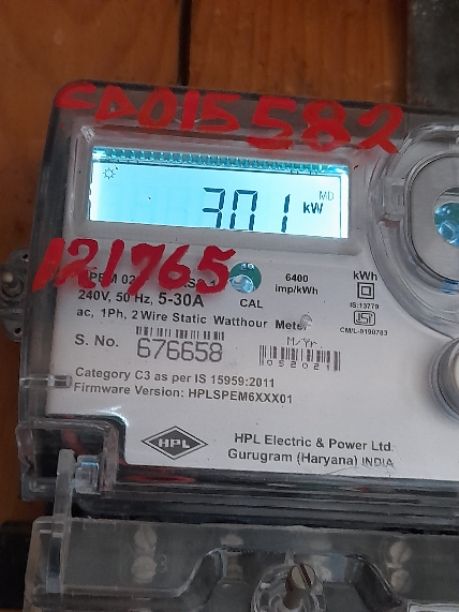 CD015582
301
MD
kW
121765
6400
imp/kWh
CAL
kWh
240V, 50 Hz, 5-30A
IS:13779
ac, 1Ph, 2 Wire Static Watthour Meter
S. No. 676658
M/Yr
052021
Category C3 as per IS 15959:2011
Firmware Version: HPLSPEM6XXX01
HPL
HPL Electric & Power Ltd.
Gurugram (Haryana) INDIA